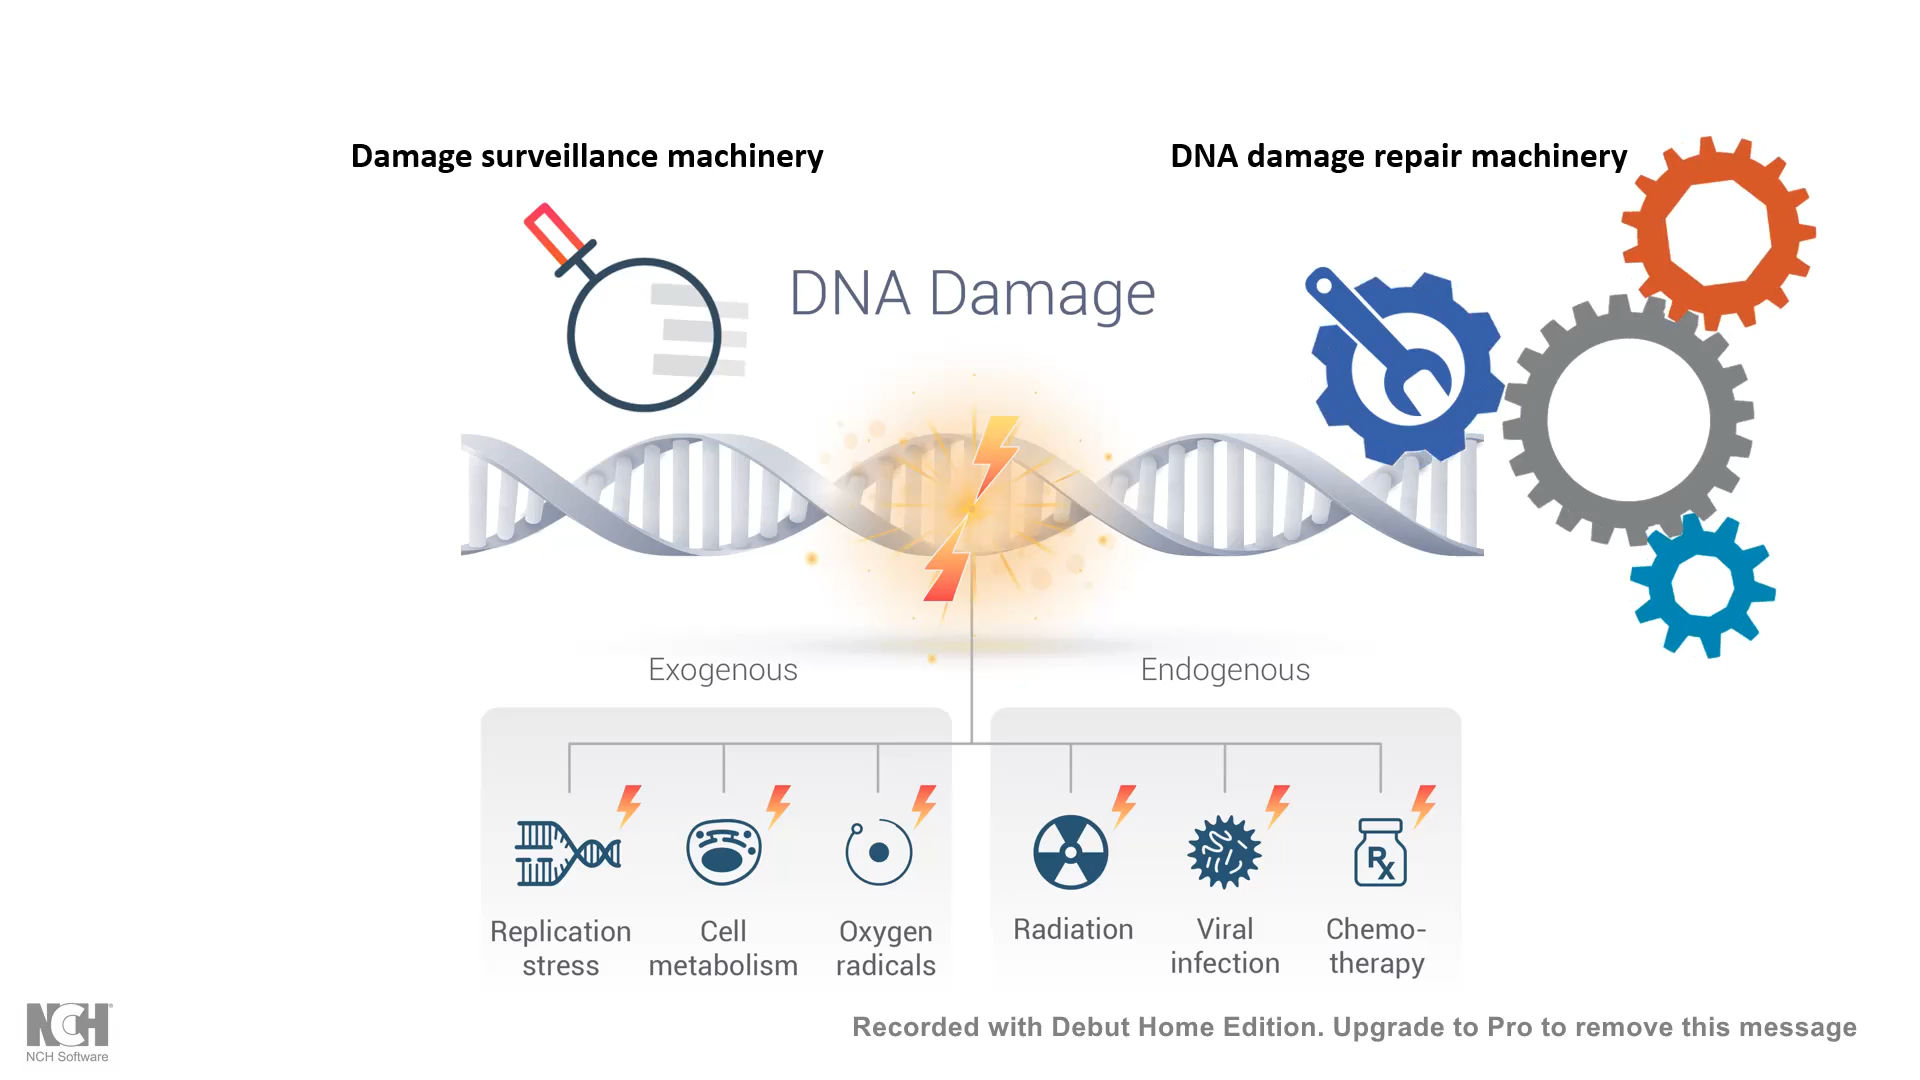 Damage surveillance machinery
DNA damage repair machinery
DNA Damage
Exogenous
Endogenous
Replication
stress
Cell
metabolism
Oxygen
radicals
Radiation
Viral
infection
Rx
Chemo-
therapy
NCH
NCH Software
Recorded with Debut Home Edition. Upgrade to Pro to remove this message